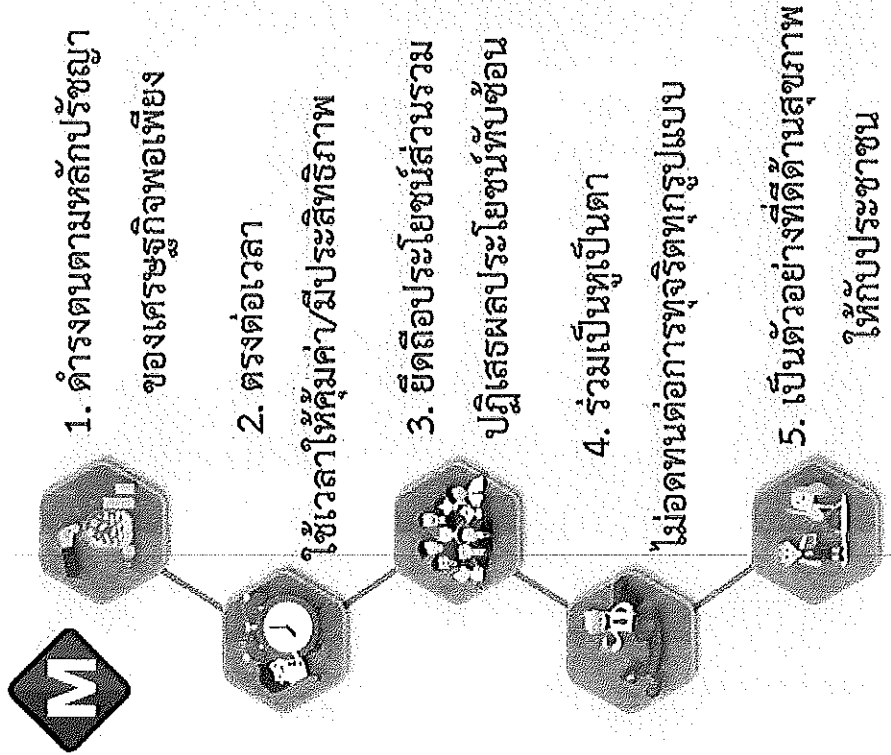 M
1. ดำรงตนตามหลักปรัชญา
ของเศรษฐกิจพอเพียง
2. ตรงต่อเวลา
ใช้เวลาให้คุ้มค่า/มีประสิทธิภาพ
3. ยึดถือประโยชน์ส่วนรวม
ปฏิเสธผลประโยชน์ทับซ้อน
4. ร่วมเป็นหูเป็นตา
ไม่อดทนต่อการทุจริตทุกรูปแบบ
5. เป็นตัวอย่างที่ดีด้านสุขภาพ
ให้กับประชาชน